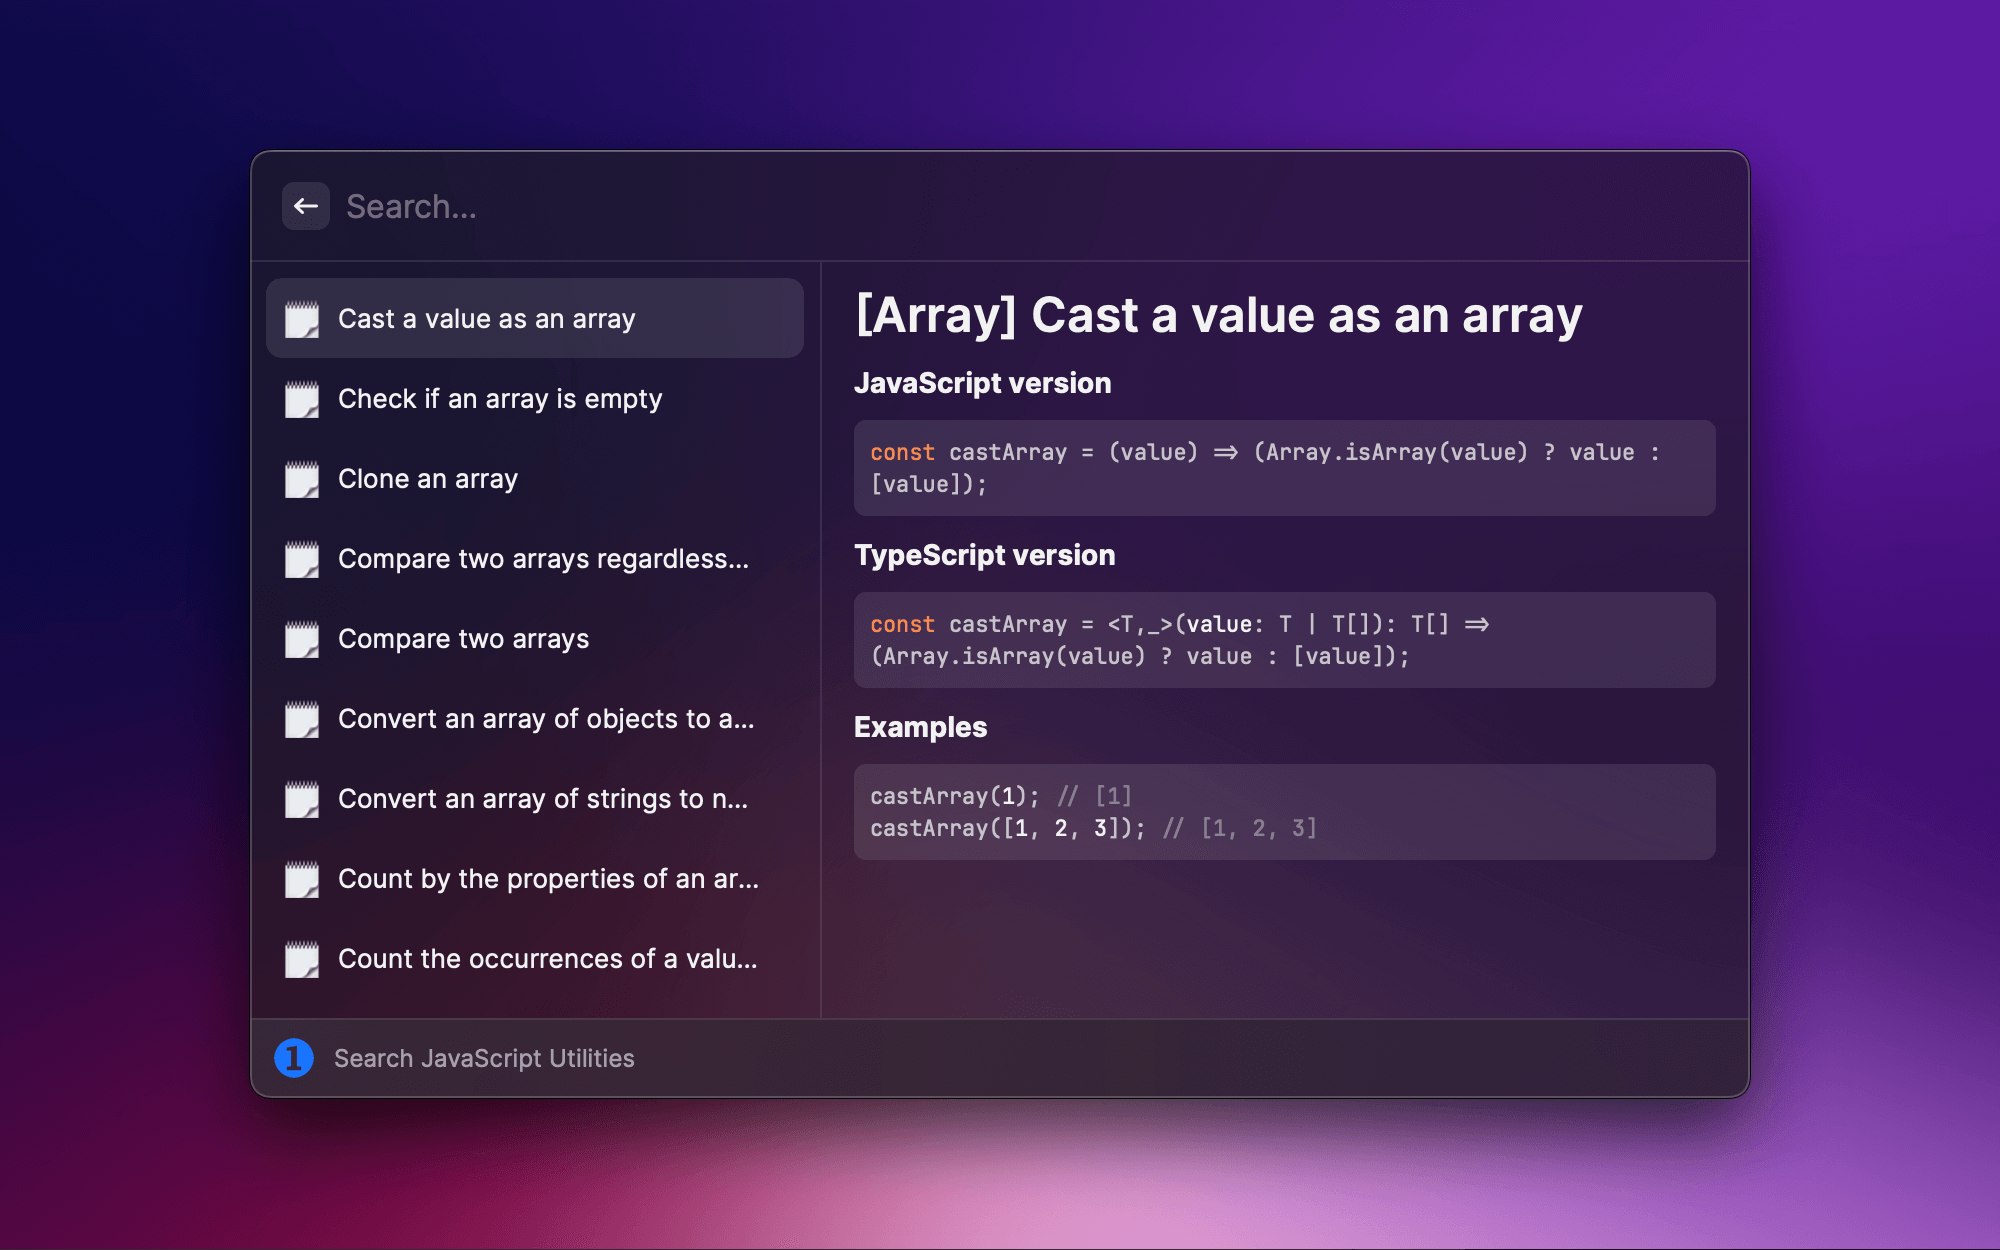 Search...
Cast a value as an array
Check if an array is empty
Clone an array
Compare two arrays regardless...
Compare two arrays
Convert an array of objects to a...
Convert an array of strings to n...
Count by the properties of an ar...
Count the occurrences of a valu...
[Array] Cast a value as an array
JavaScript version
const castArray = (value) => (Array.isArray(value) ? value :
[value]);
TypeScript version
const castArray = <T,_>(value: T | T[]): T[] =>
(Array.isArray(value) ? value : [value]);
Examples
castArray(1); // [1]
castArray([1, 2, 3]); // [1, 2, 3]
1 Search JavaScript Utilities